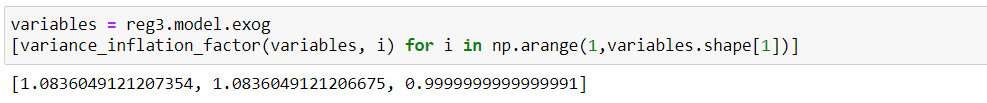 variables = reg3.model.exog
[variance_inflation_factor(variables, i) for i in np.arange(1,variables.shape[1])]
[1.0836049121207354, 1.0836049121206675, 0.9999999999999991]